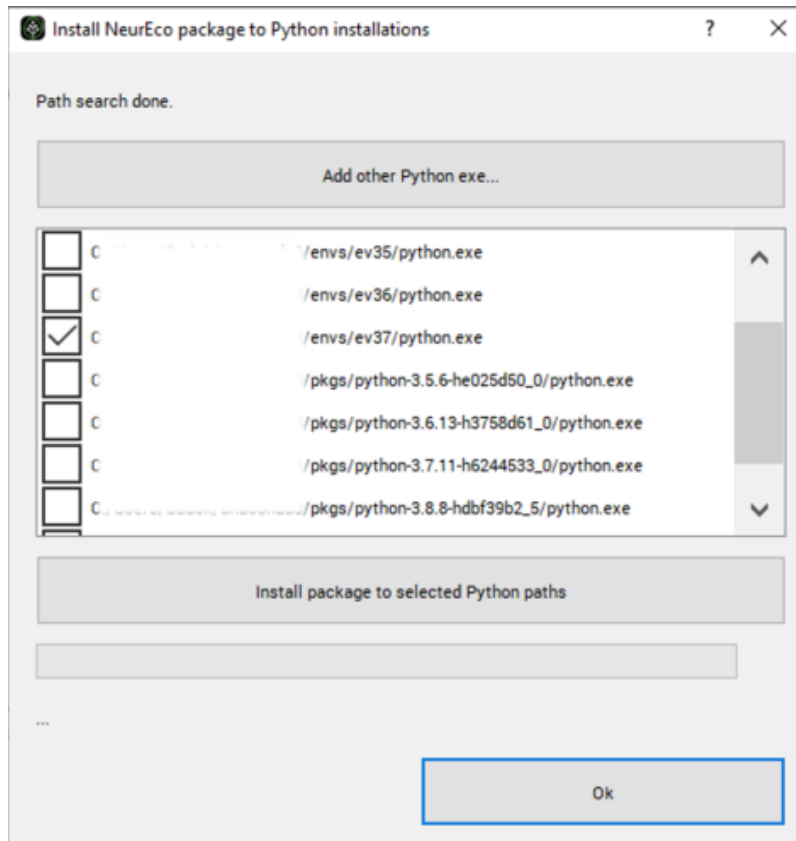 Install NeurEco package to Python installations
Path search done.
Add other Python exe...
C /envs/ev35/python.exe
C /envs/ev36/python.exe
C /envs/ev37/python.exe
C /pkgs/python-3.5.6-he025d50_0/python.exe
C /pkgs/python-3.6.13-h3758d61_0/python.exe
C /pkgs/python-3.7.11-h6244533_0/python.exe
C /pkgs/python-3.8.8-hdbf39b2_5/python.exe
Install package to selected Python paths
...
Ok